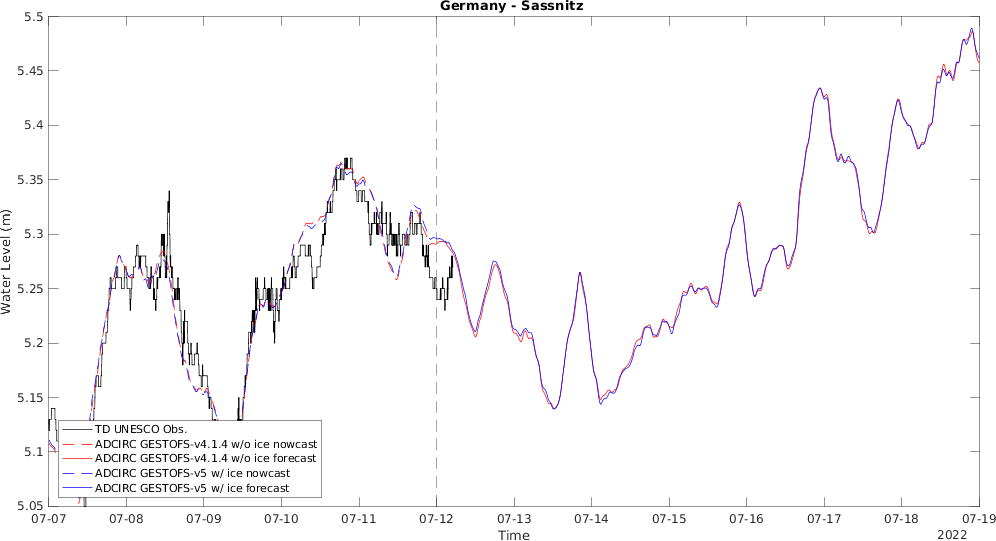 Germany - Sassnitz
Water Level (m)
5.5
5.45
5.4
5.35
5.3
5.25
5.2
5.15
5.1
5.05
TD UNESCO Obs.
ADCIRC GESTOFS-v4.1.4 w/o ice nowcast
ADCIRC GESTOFS-v4.1.4 w/o ice forecast
ADCIRC GESTOFS-v5 w/ ice nowcast
ADCIRC GESTOFS-v5 w/ ice forecast
07-07 07-08 07-09 07-10 07-11 07-12 07-13 07-14 07-15 07-16 07-17 07-18 07-19
Time
2022